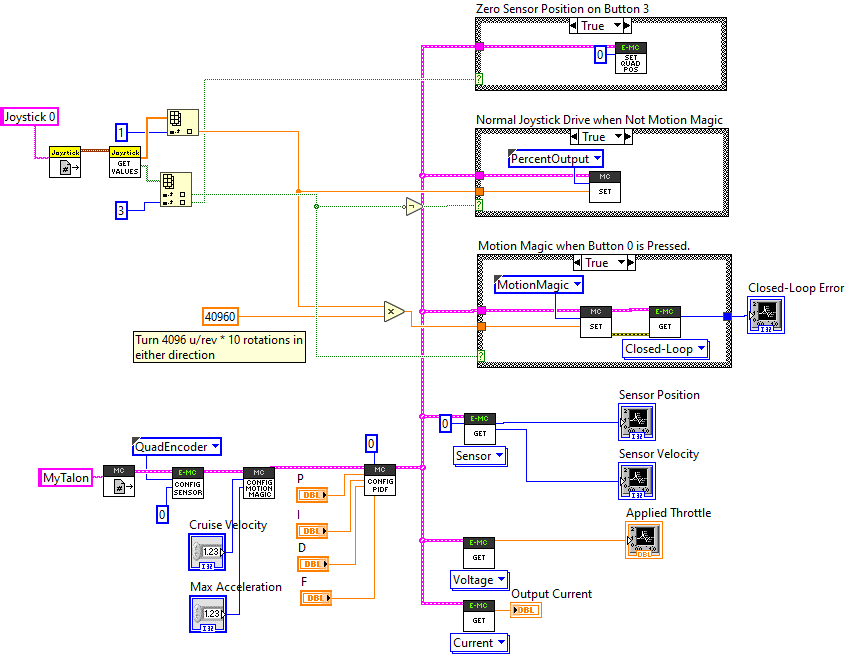 Zero Sensor Position on Button 3
True
0
E-MC
SET
QUAD
POS
Joystick 0
1
Joystick
Joystick
GET
VALUES
3
Normal Joystick Drive when Not Motion Magic
True
PercentOutput
MC
SET
?
Motion Magic when Button 0 is Pressed.
True
MotionMagic
MC
SET
E-MC
GET
Closed-Loop
?
Closed-Loop Error
I32
40960
×
Turn 4096 u/rev * 10 rotations in
either direction
Sensor Position
I32
0
E-MC
GET
Sensor
Sensor Velocity
I32
QuadEncoder
0
MyTalon
MC
E-MC
CONFIG
SENSOR
0
MC
CONFIG
MOTION
MAGIC
MC
CONFIG
PIDF
P
DBL
I
DBL
D
DBL
F
DBL
Cruise Velocity
1.23
I32
Max Acceleration
1.23
I32
Applied Throttle
DBL
E-MC
GET
Voltage
Output Current
DBL
E-MC
GET
Current